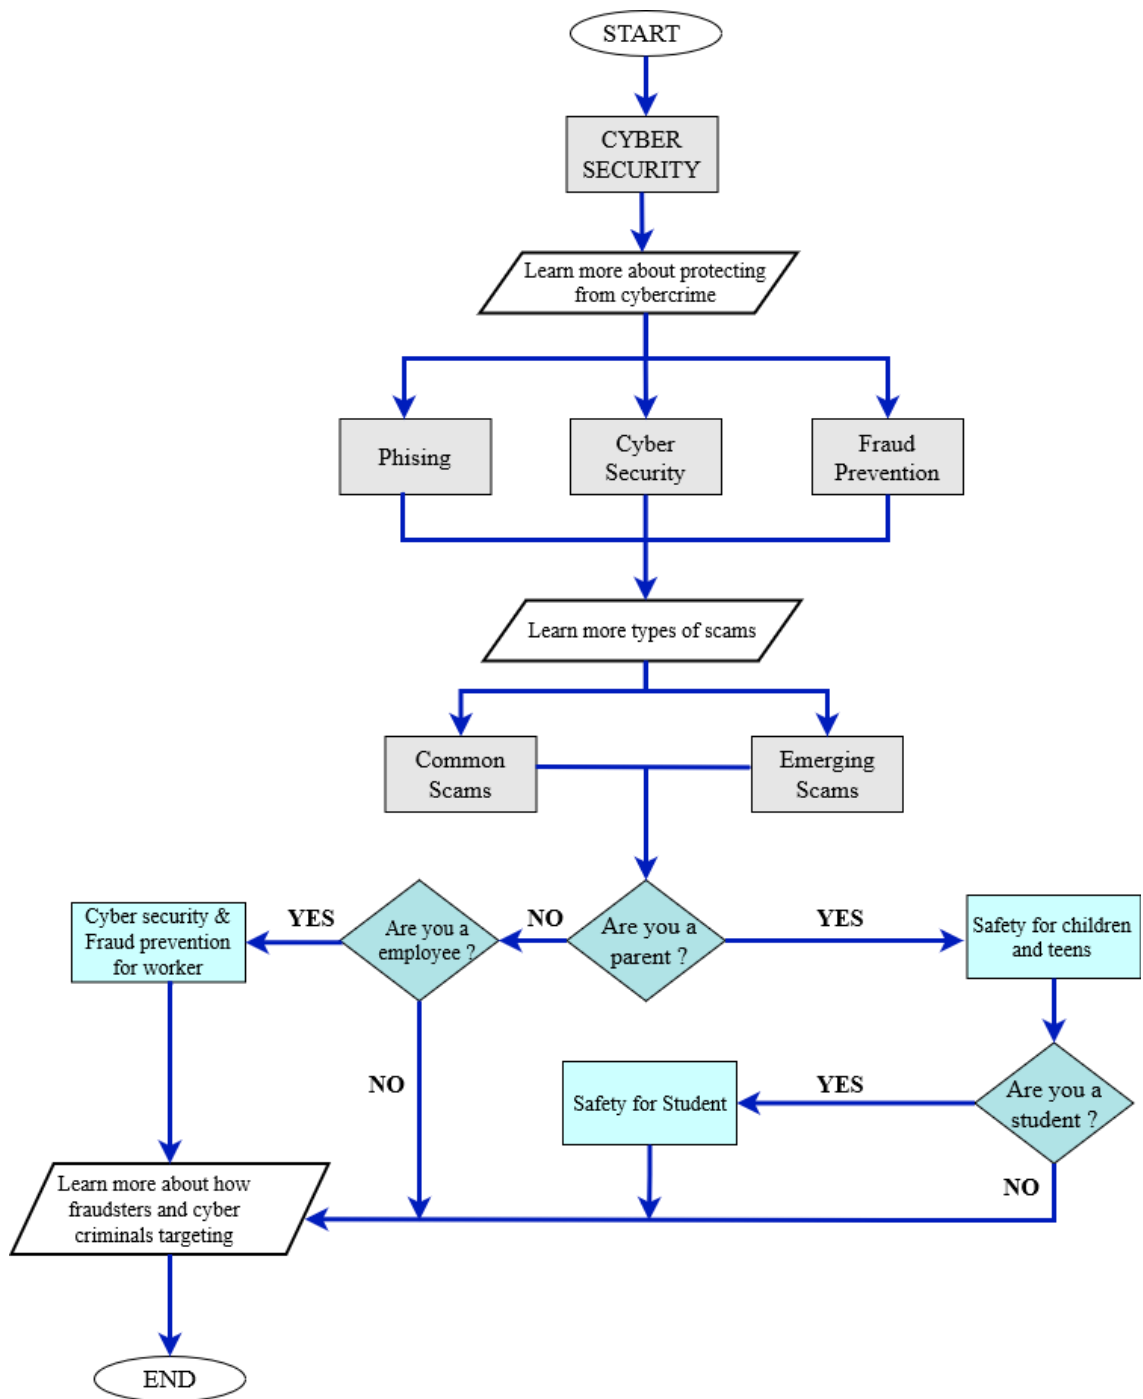 START
CYBER
SECURITY
Learn more about protecting
from cybercrime
Phising
Cyber
Security
Fraud
Prevention
Learn more types of scams
Common
Scams
Emerging
Scams
Cyber security &
Fraud prevention
for worker
YES
Are you a
employee ?
NO
Are you a
parent ?
YES
Safety for children
and teens
NO
Safety for Student
YES
Are you a
student ?
NO
Learn more about how
fraudsters and cyber
criminals targeting
END